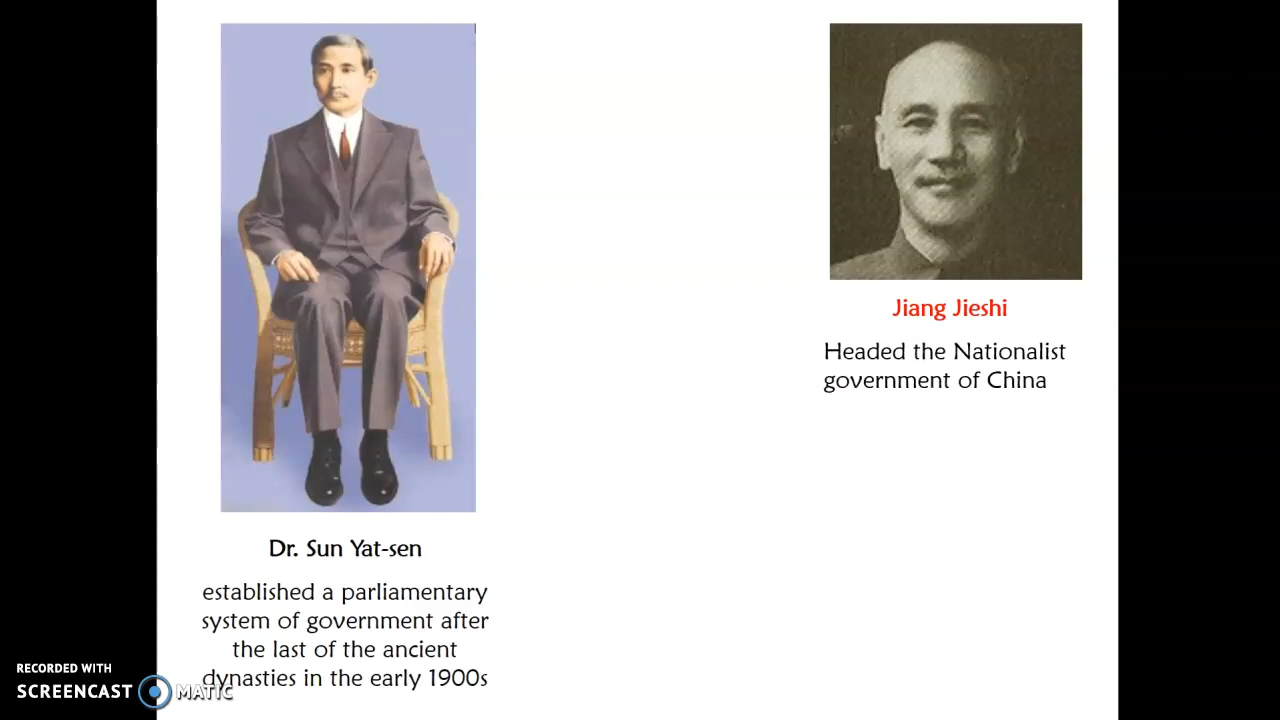 Jiang Jieshi
Headed the Nationalist
government of China
Dr. Sun Yat-sen
established a parliamentary
system of government after
the last of the ancient
dynasties in the early 1900s
RECORDED WITH
SCREENCAST MATIC